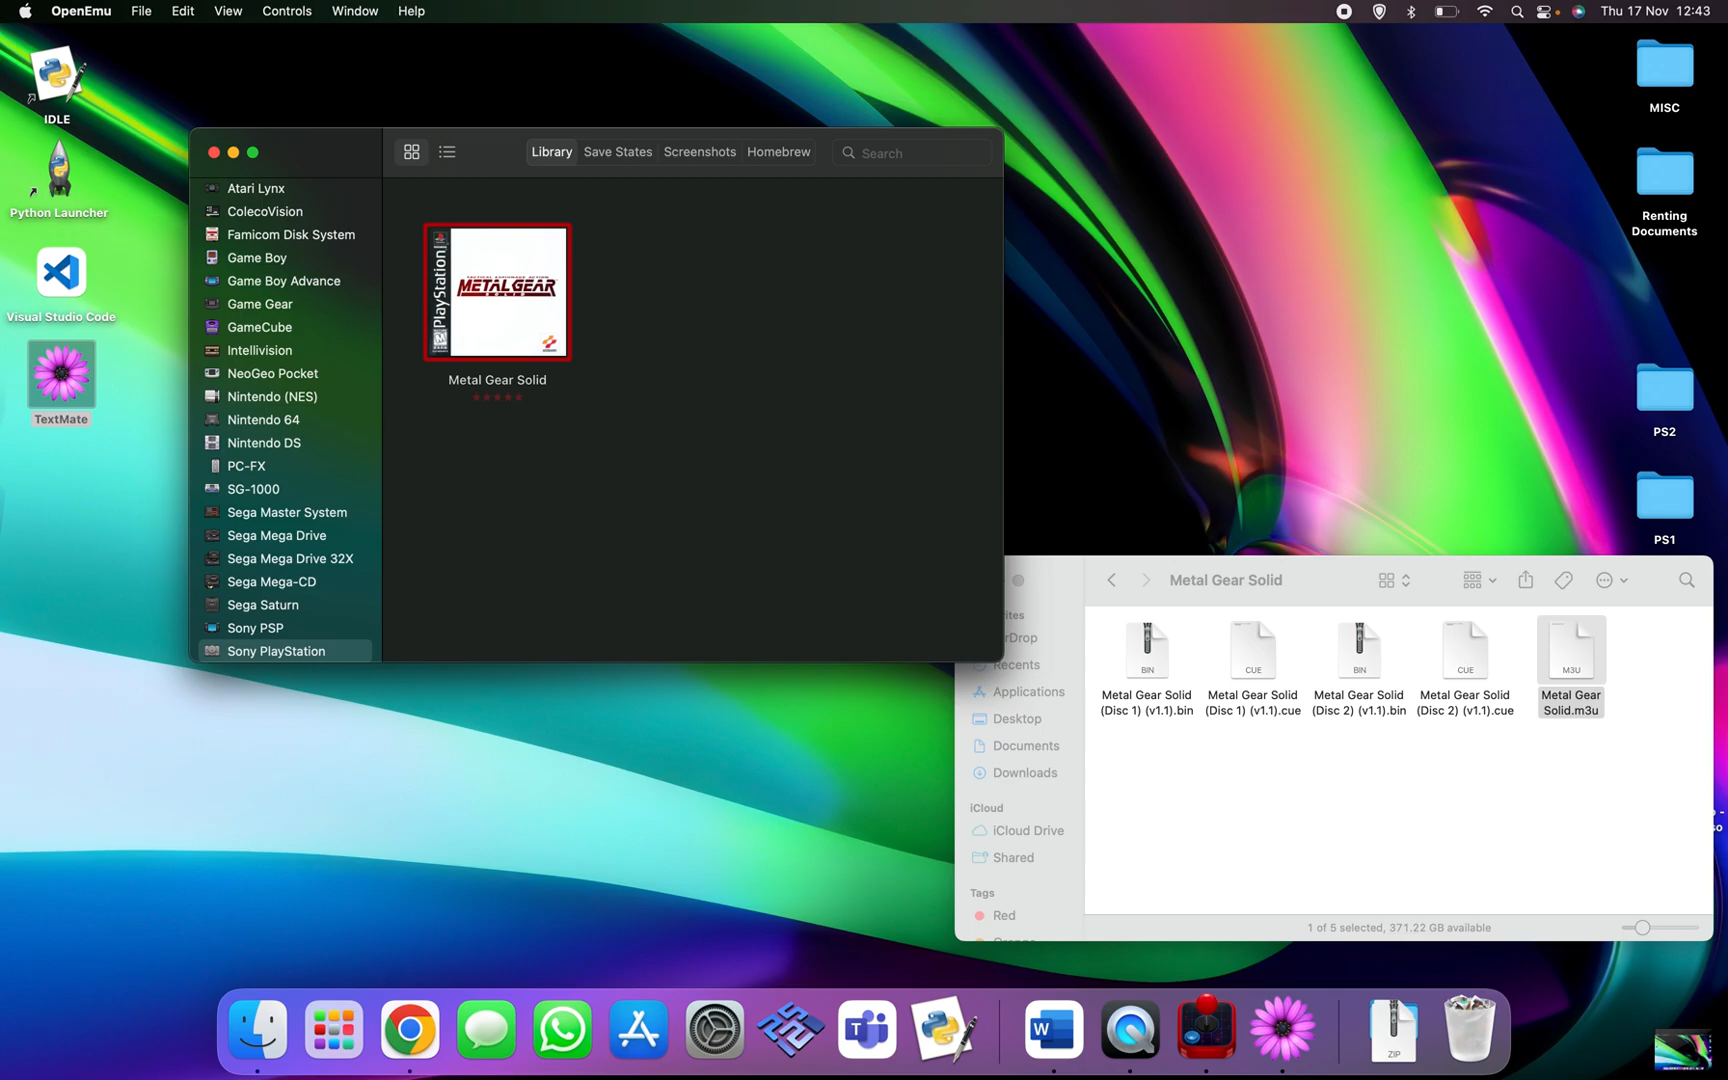 OpenEmu File Edit View Controls Window Help
Thu 17 Nov 12:43
IDLE
Python Launcher
Visual Studio Code
TextMate
MISC
Renting
Documents
PS2
PS1
Library Save States Screenshots Homebrew
Search
Atari Lynx
ColecoVision
Famicom Disk System
Game Boy
Game Boy Advance
Game Gear
GameCube
Intellivision
NeoGeo Pocket
Nintendo (NES)
Nintendo 64
Nintendo DS
PC-FX
SG-1000
Sega Master System
Sega Mega Drive
Sega Mega Drive 32X
Sega Mega-CD
Sega Saturn
Sony PSP
Sony PlayStation
PlayStation
TACTICAL ESPIONAGE ACTION
METAL GEAR
SOLID
Metal Gear Solid
Metal Gear Solid
rites
rDrop
Recents
Applications
Desktop
Documents
Downloads
iCloud
iCloud Drive
Shared
Tags
Red
BIN
Metal Gear Solid
(Disc 1) (v1.1).bin
CUE
Metal Gear Solid
(Disc 1) (v1.1).cue
BIN
Metal Gear Solid
(Disc 2) (v1.1).bin
CUE
Metal Gear Solid
(Disc 2) (v1.1).cue
M3U
Metal Gear
Solid.m3u
1 of 5 selected, 371.22 GB available
ZIP